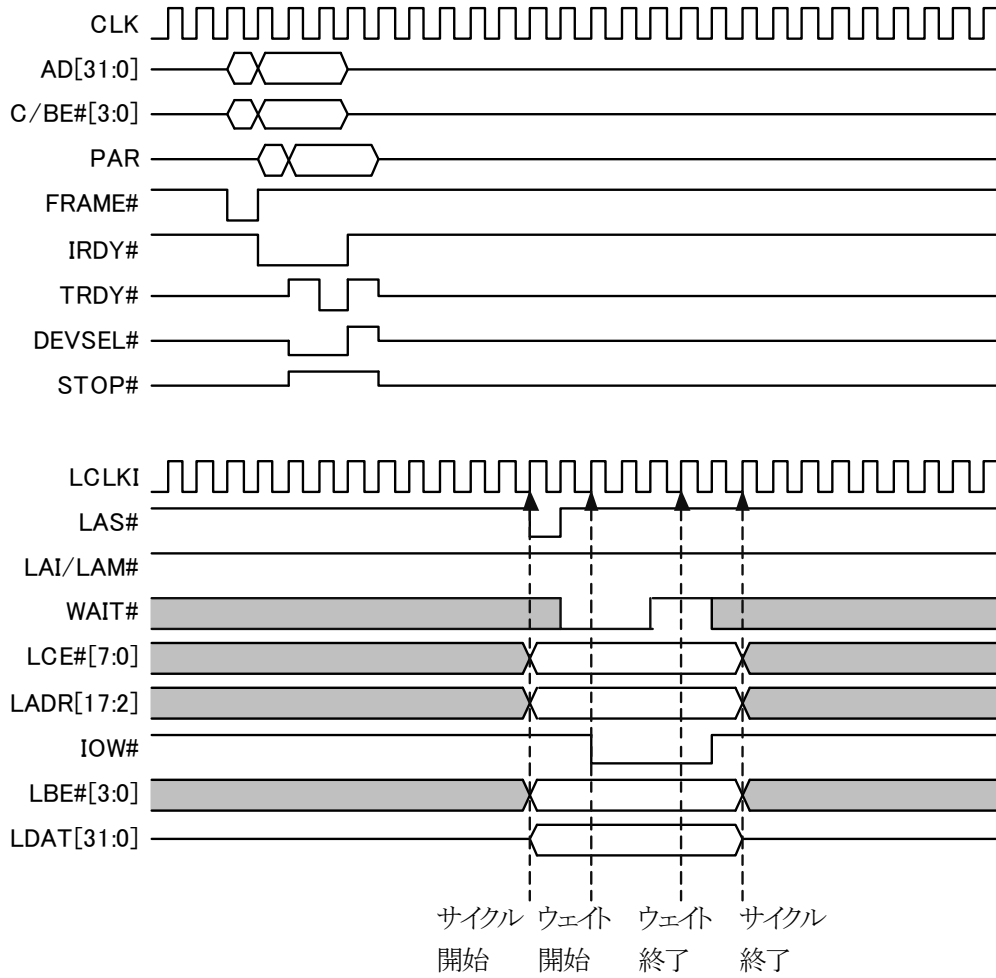 CLK
AD[31:0]
C/BE#[3:0]
PAR
FRAME#
IRDY#
TRDY#
DEVSEL#
STOP#
LCLKI
LAS#
LAI/LAM#
WAIT#
LCE#[7:0]
LADR[17:2]
IOW#
LBE#[3:0]
LDAT[31:0]
サイクル ウェイト ウェイト サイクル
開始 開始 終了 終了